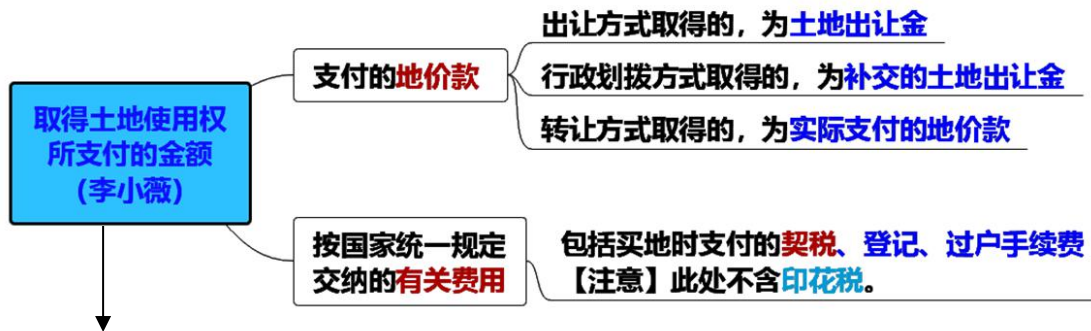 取得土地使用权
所支付的金额
(李小薇)
支付的地价款
出让方式取得的，为土地出让金
行政划拨方式取得的，为补交的土地出让金
转让方式取得的，为实际支付的地价款
按国家统一规定
交纳的有关费用
包括买地时支付的契税、登记、过户手续费
【注意】此处不含印花税。